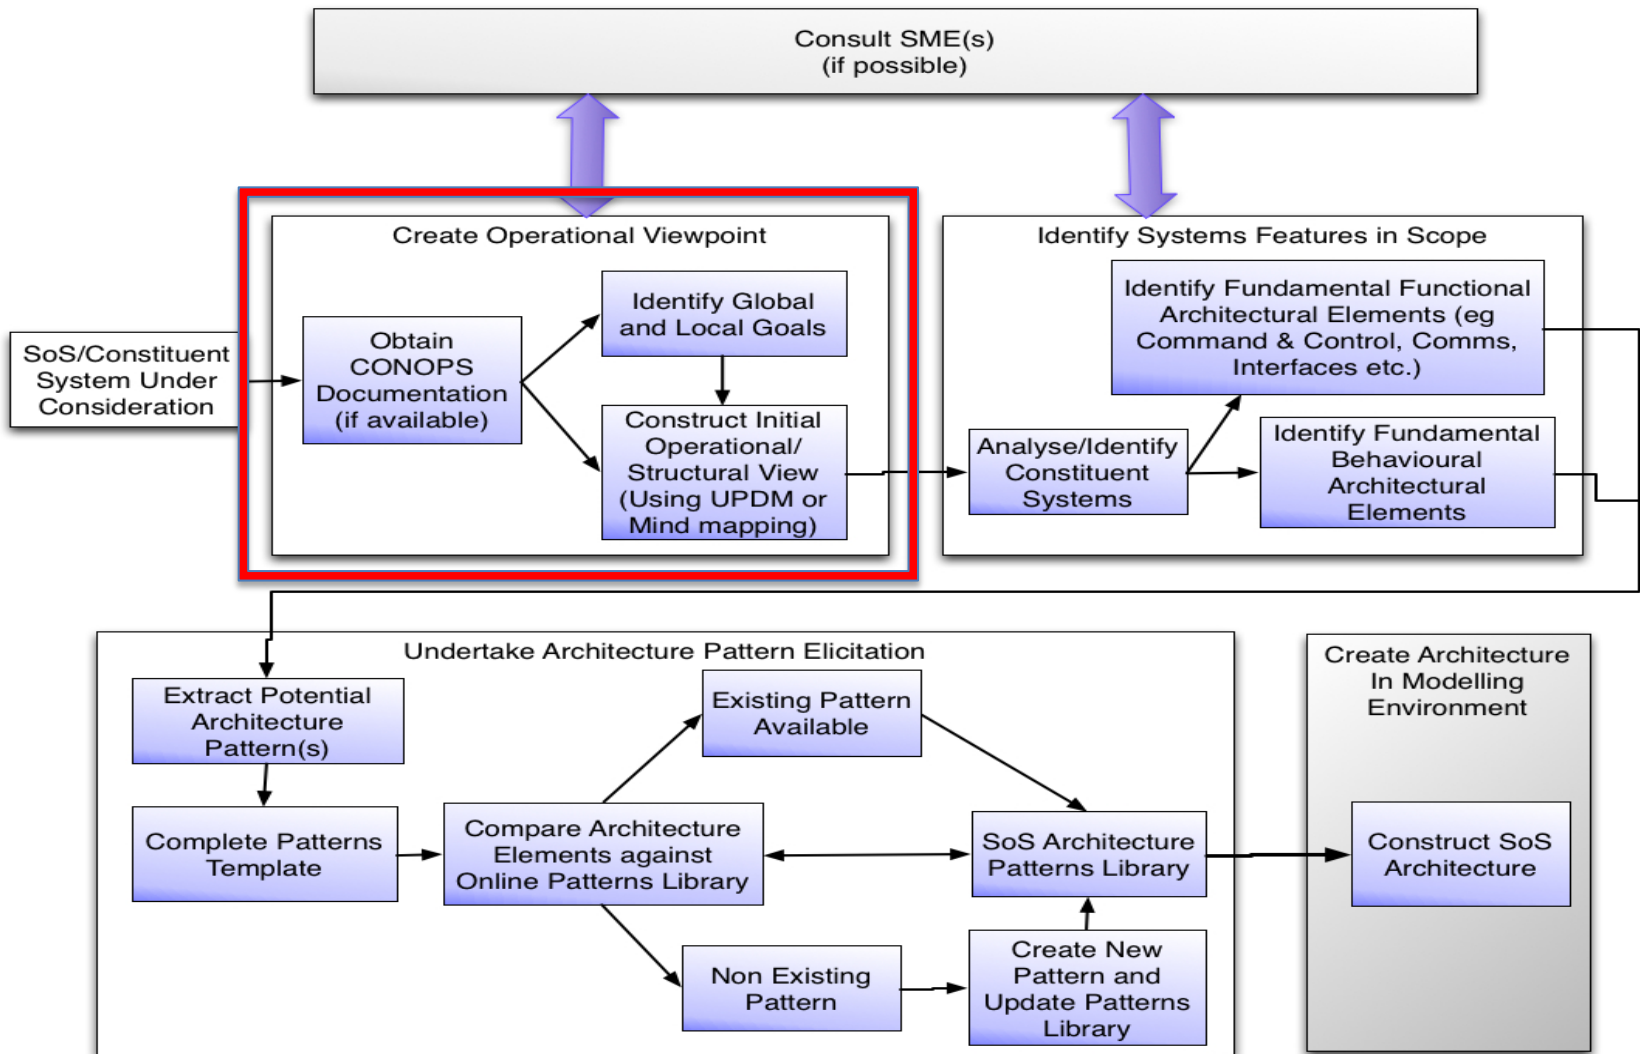 Consult SME(s)
(if possible)
Create Operational Viewpoint
Identify Systems Features in Scope
SoS/Constituent
System Under
Consideration
Obtain
CONOPS
Documentation
(if available)
Identify Global
and Local Goals
Construct Initial
Operational/
Structural View
(Using UPDM or
Mind mapping)
Analyse/Identify
Constituent
Systems
Identify Fundamental Functional
Architectural Elements (eg
Command & Control, Comms,
Interfaces etc.)
Identify Fundamental
Behavioural
Architectural
Elements
Undertake Architecture Pattern Elicitation
Extract Potential
Architecture
Pattern(s)
Complete Patterns
Template
Compare Architecture
Elements against
Online Patterns Library
Existing Pattern
Available
Non Existing
Pattern
SoS Architecture
Patterns Library
Create New
Pattern and
Update Patterns
Library
Create Architecture
In Modelling
Environment
Construct SoS
Architecture